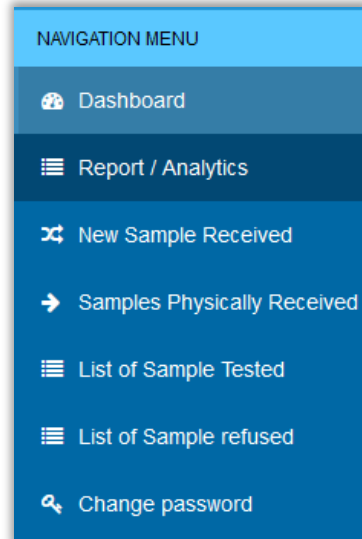 NAVIGATION MENU
Dashboard
Report / Analytics
New Sample Received
Samples Physically Received
List of Sample Tested
List of Sample refused
Change password